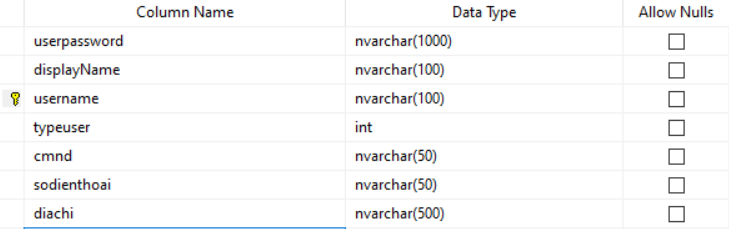 Column Name Data Type Allow Nulls
userpassword nvarchar(1000)
displayName nvarchar(100)
username nvarchar(100)
typeuser int
cmnd nvarchar(50)
sodienthoai nvarchar(50)
diachi nvarchar(500)